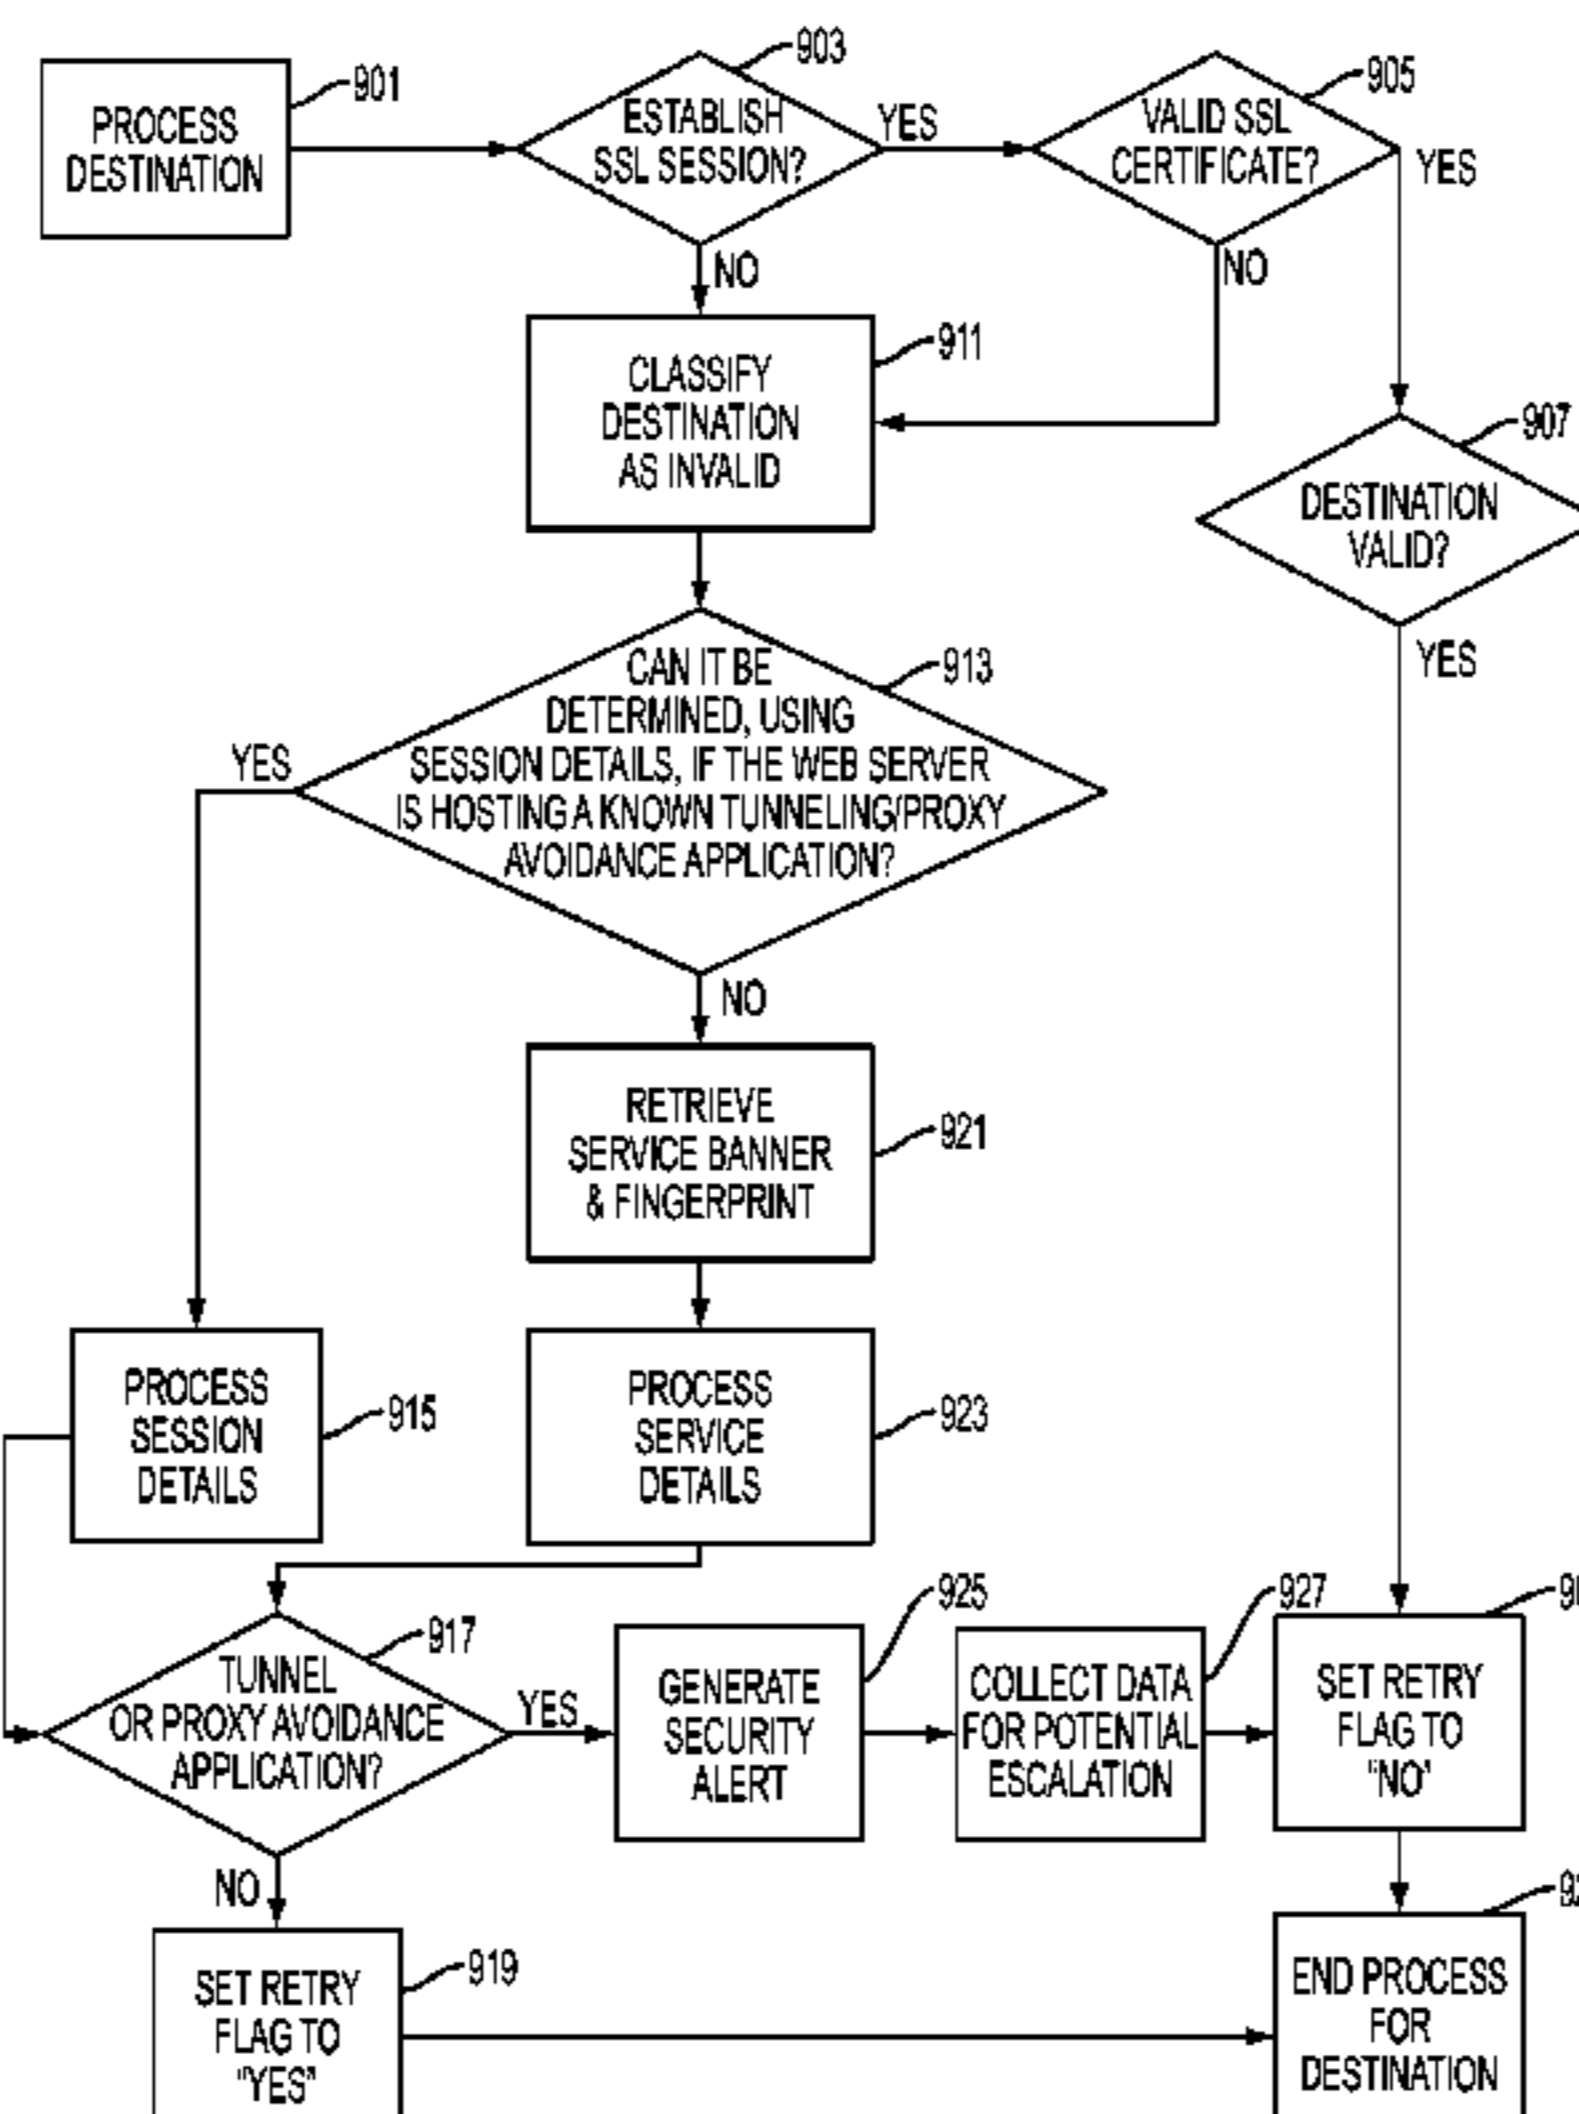 901
PROCESS
DESTINATION
903
ESTABLISH
SSL SESSION?
YES
NO
905
VALID SSL
CERTIFICATE?
YES
NO
911
CLASSIFY
DESTINATION
AS INVALID
907
DESTINATION
VALID?
YES
913
CAN IT BE
DETERMINED, USING
SESSION DETAILS, IF THE WEB SERVER
IS HOSTING A KNOWN TUNNELING/PROXY
AVOIDANCE APPLICATION?
YES
NO
921
RETRIEVE
SERVICE BANNER
& FINGERPRINT
915
PROCESS
SESSION
DETAILS
923
PROCESS
SERVICE
DETAILS
917
TUNNEL
OR PROXY AVOIDANCE
APPLICATION?
YES
NO
925
GENERATE
SECURITY
ALERT
927
COLLECT DATA
FOR POTENTIAL
ESCALATION
SET RETRY
FLAG TO
"NO"
919
SET RETRY
FLAG TO
"YES"
END PROCESS
FOR
DESTINATION